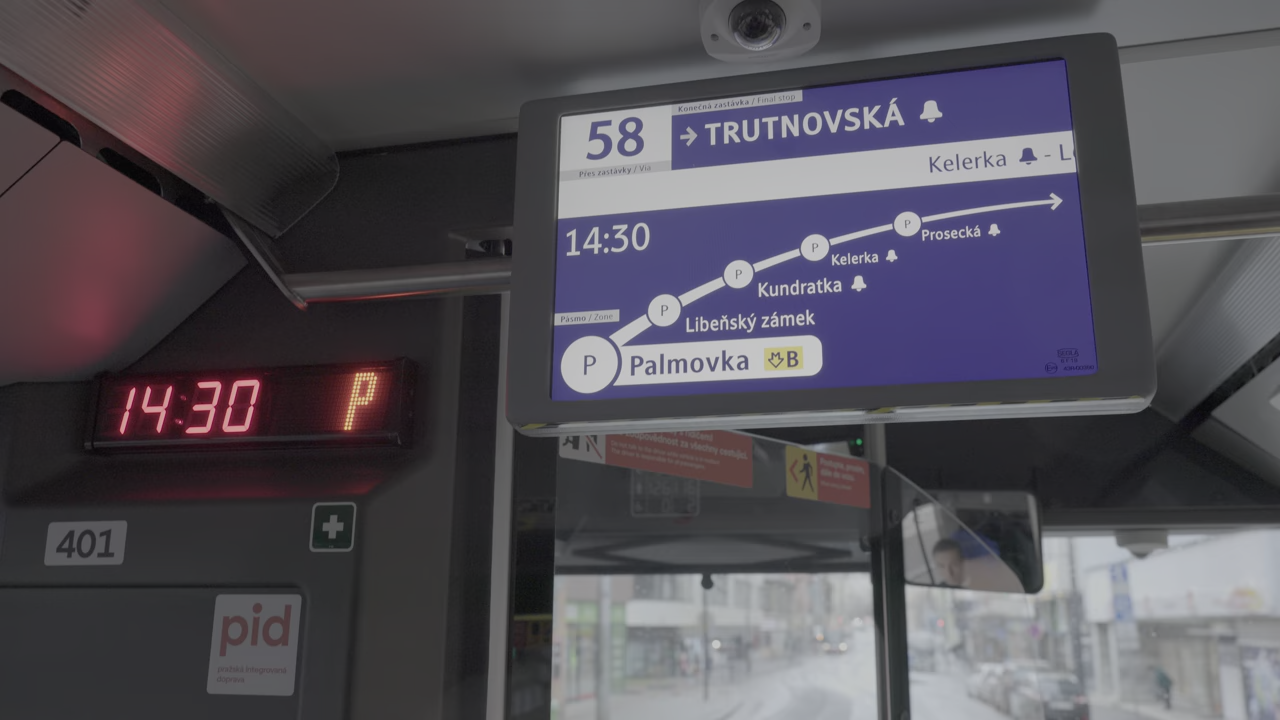 58
Konečná zastávka / Final stop
→ TRUTNOVSKÁ
Přes zastávky / Via
Kelerka - L
14:30
P Prosecká
P Kelerka
P Kundratka
P Libeňský zámek
Pásmo / Zone
P Palmovka B
14:30 P
401
pid
pražská integrovaná
doprava